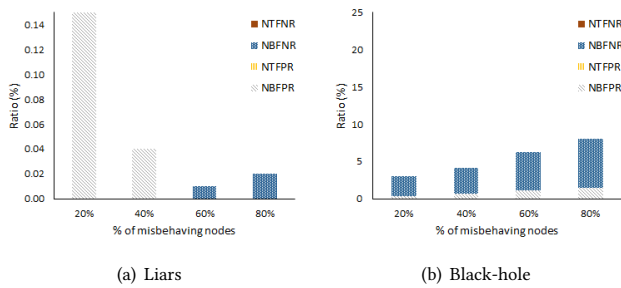 0.14
0.12
0.10
0.08
0.06
0.04
0.02
0.00
Ratio (%)
NTFNR
NBFNR
NTFPR
NBFPR
20% 40% 60% 80%
% of misbehaving nodes
(a) Liars
25
20
15
10
5
0
Ratio (%)
NTFNR
NBFNR
NTFPR
NBFPR
20% 40% 60% 80%
% of misbehaving nodes
(b) Black-hole